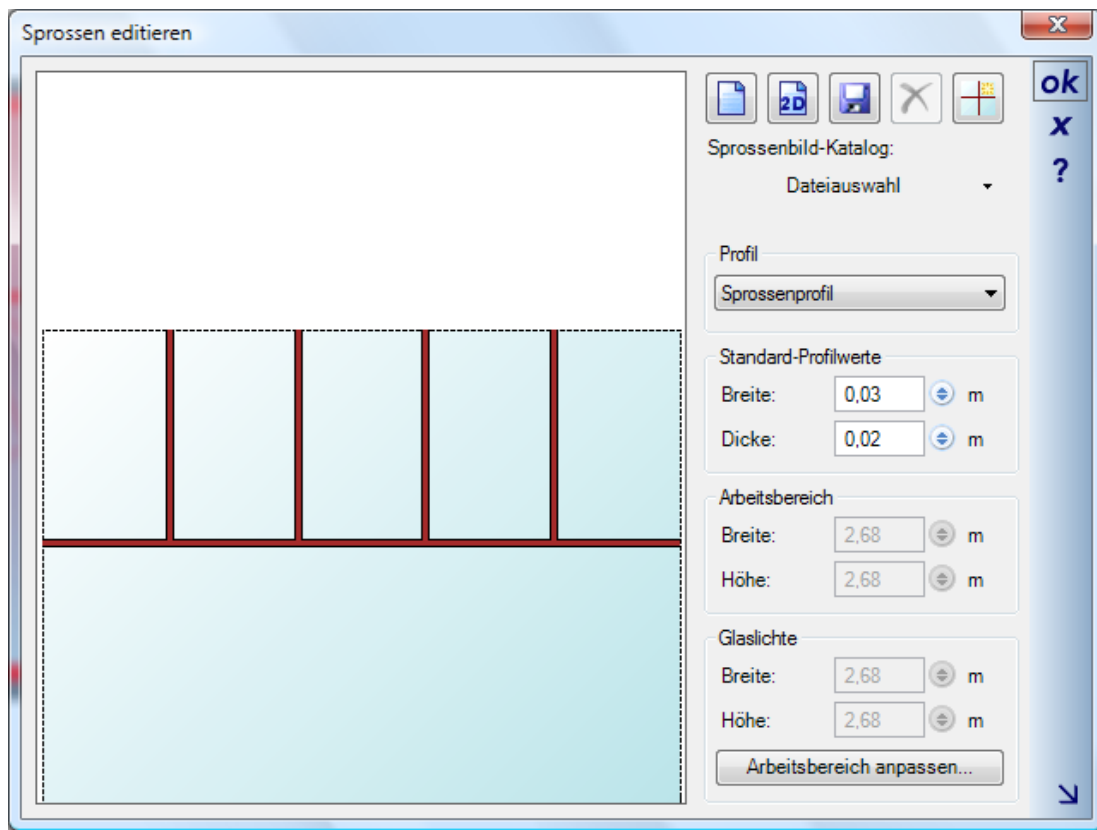 Sprossen editieren
2D
ok
x
?
Sprossenbild-Katalog:
Dateiauswahl
Profil
Sprossenprofil
Standard-Profilwerte
Breite: 0,03 m
Dicke: 0,02 m
Arbeitsbereich
Breite: 2,68 m
Höhe: 2,68 m
Glaslichte
Breite: 2,68 m
Höhe: 2,68 m
Arbeitsbereich anpassen...